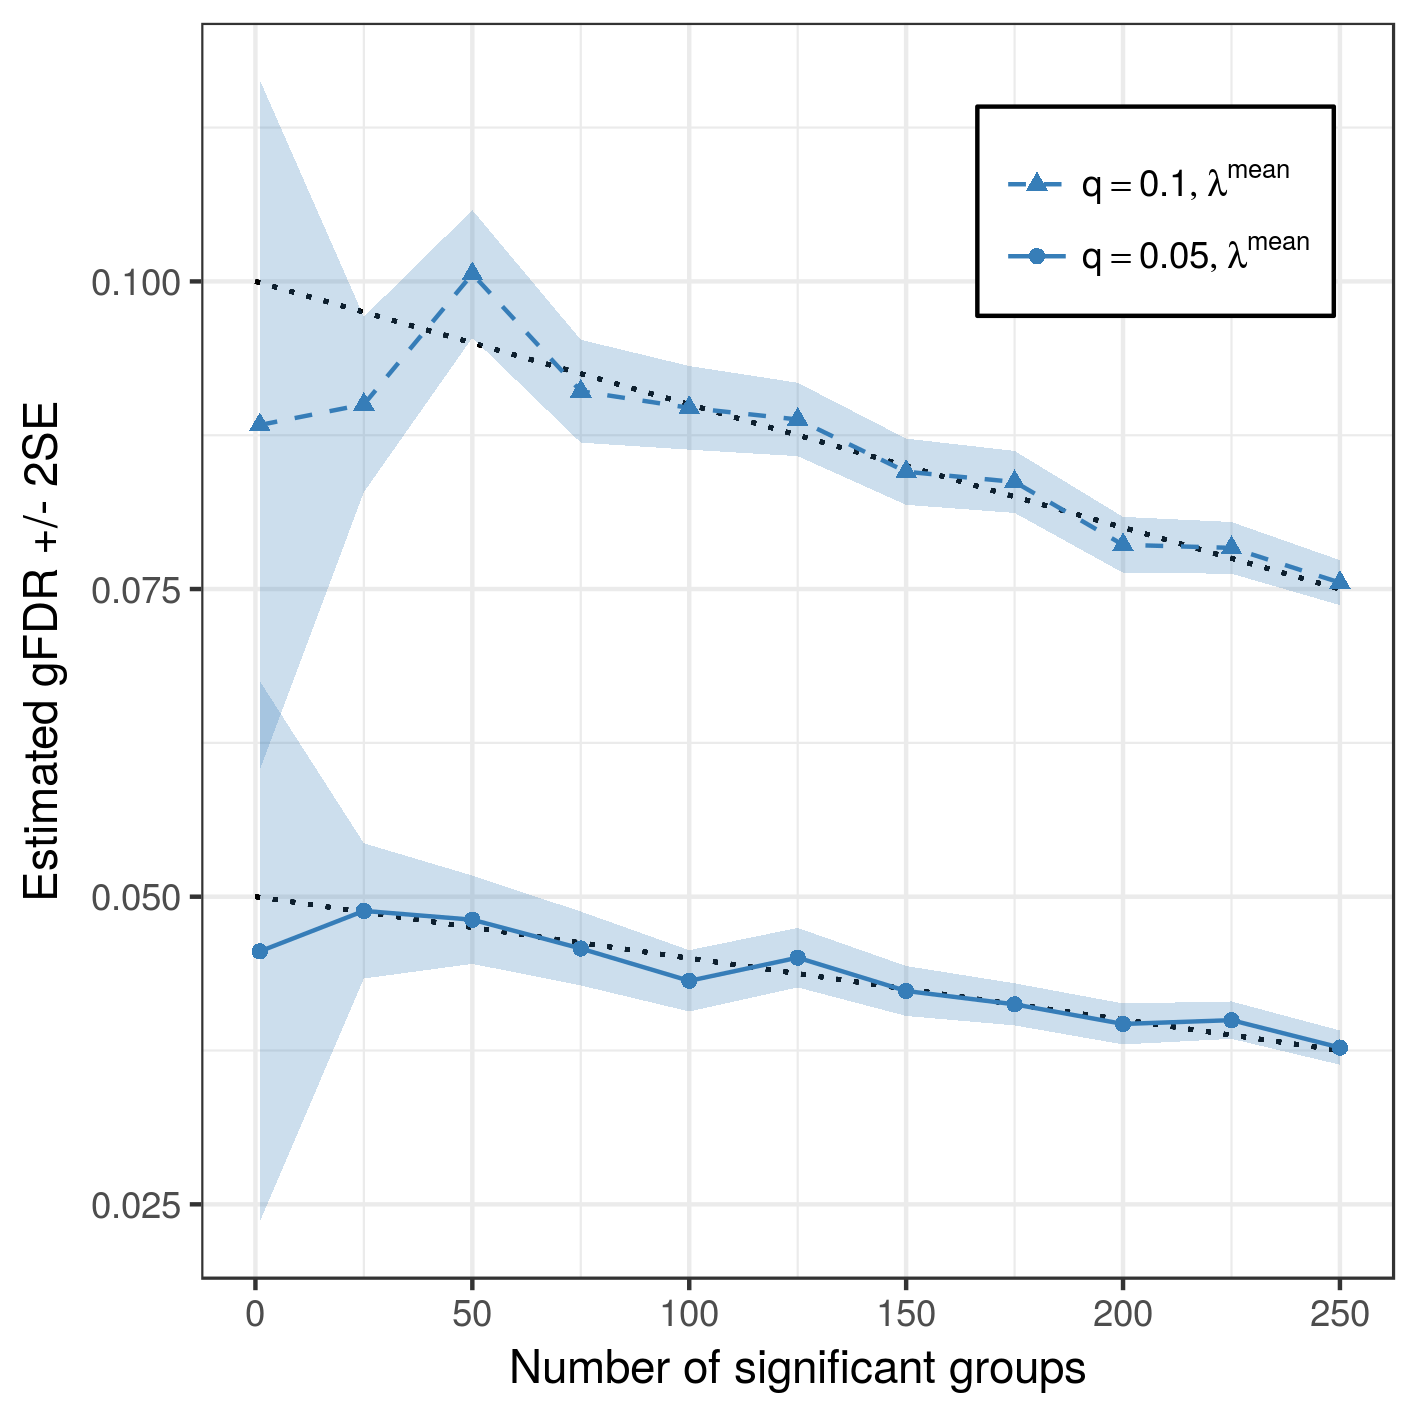 Estimated gFDR +/- 2SE
0.100
0.075
0.050
0.025
q = 0.1, λ^mean
q = 0.05, λ^mean
0 50 100 150 200 250
Number of significant groups